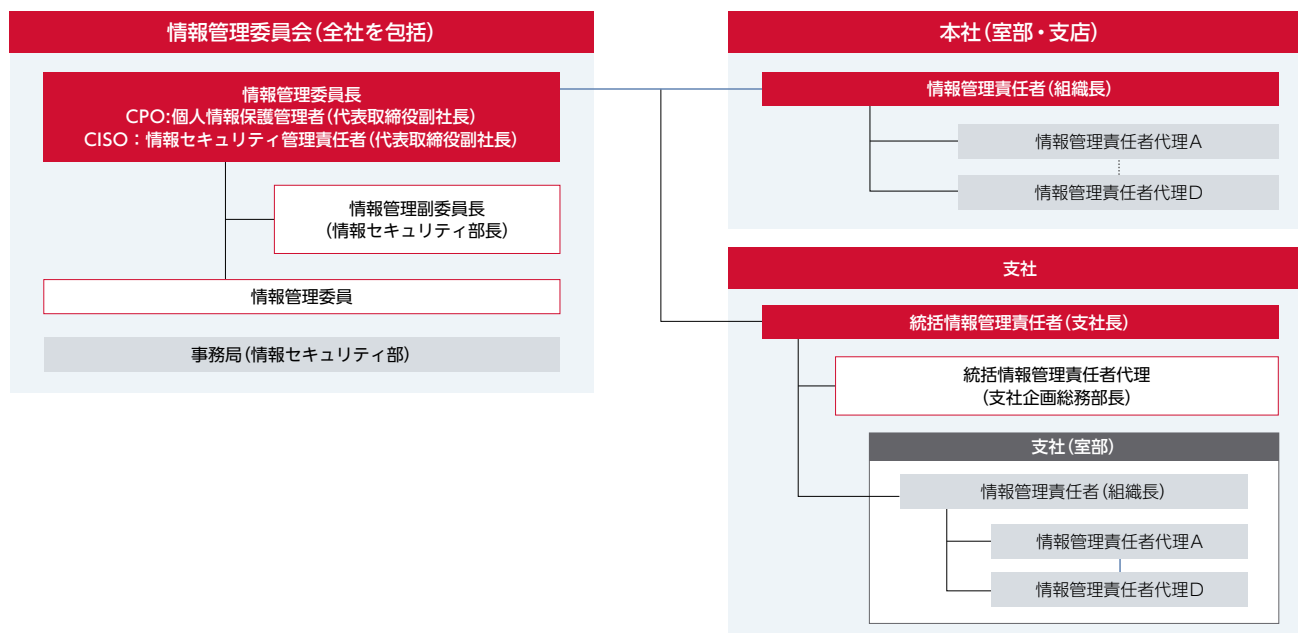 情報管理委員会(全社を包括)
情報管理委員長
CPO:個人情報保護管理者(代表取締役副社長)
CISO:情報セキュリティ管理責任者(代表取締役副社長)
情報管理副委員長
(情報セキュリティ部長)
情報管理委員
事務局(情報セキュリティ部)
本社(室部・支店)
情報管理責任者(組織長)
情報管理責任者代理A
情報管理責任者代理D
支社
統括情報管理責任者(支社長)
統括情報管理責任者代理
(支社企画総務部長)
支社(室部)
情報管理責任者(組織長)
情報管理責任者代理A
情報管理責任者代理D